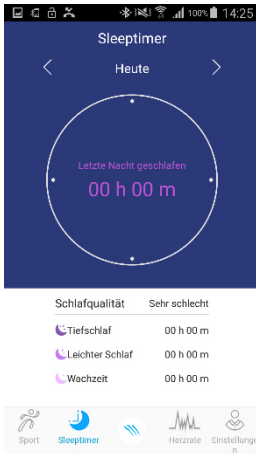 100% 14:25
Sleeptimer
Heute
Letzte Nacht geschlafen
00 h 00 m
Schlafqualität Sehr schlecht
Tiefschlaf 00 h 00 m
Leichter Schlaf 00 h 00 m
Wachzeit 00 h 00 m
Sport Sleeptimer Herzrate Einstellunge
n